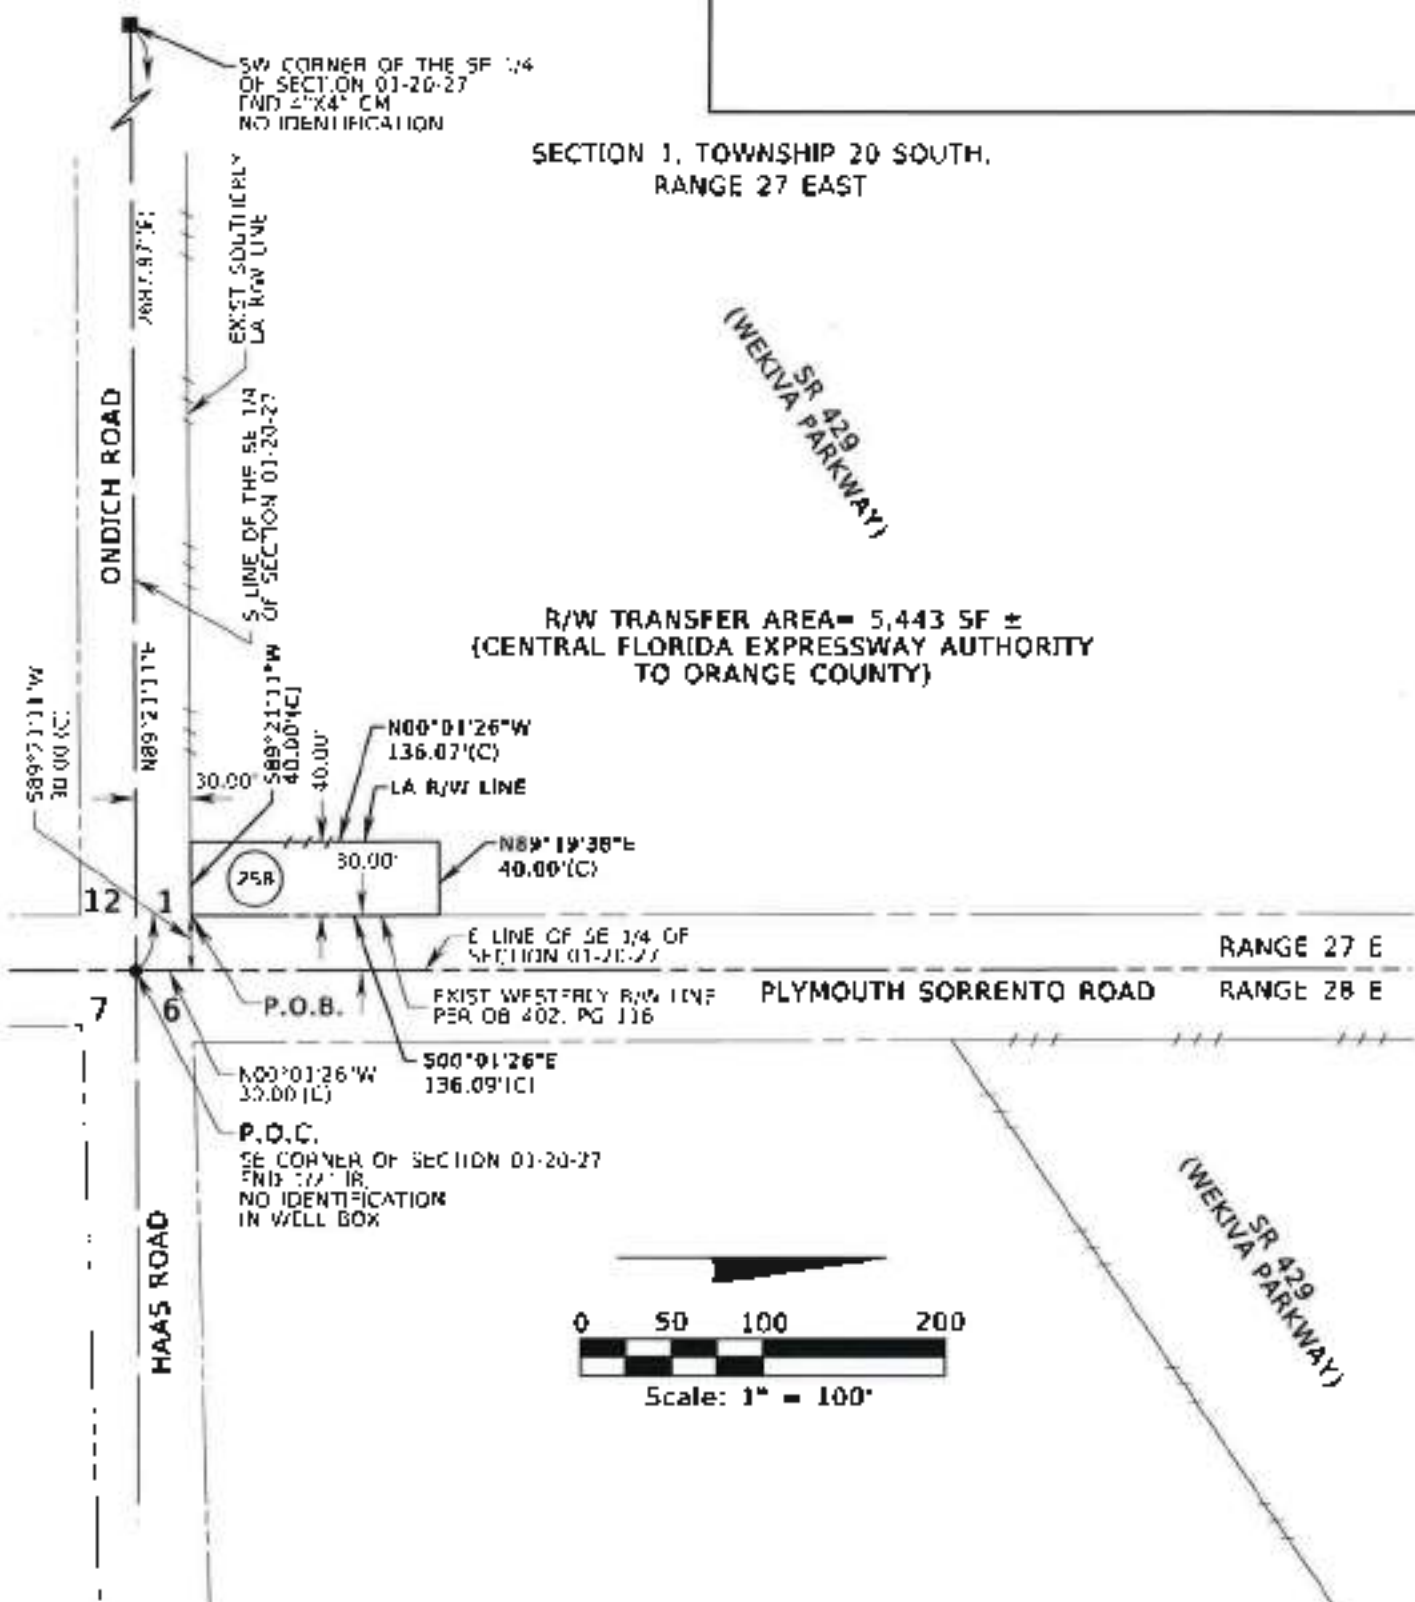 SW CORNER OF THE SE 1/4
OF SECTION 01-20-27
FND 4"X4" CM
NO IDENTIFICATION
SECTION 1, TOWNSHIP 20 SOUTH,
RANGE 27 EAST
EXIST SOUTHERLY
LA R/W LINE
(WEKIVA PARKWAY)
SR 429
ONDICH ROAD
S LINE OF THE SE 1/4
OF SECTION 01-20-27
R/W TRANSFER AREA= 5,443 SF ±
(CENTRAL FLORIDA EXPRESSWAY AUTHORITY
TO ORANGE COUNTY)
N89°21'11"E
S89°21'11"W
40.00'(C)
S89°21'11"W
30.00'(C)
30.00'
40.00'
N00°01'26"W
136.07'(C)
LA R/W LINE
N89°19'38"E
40.00'(C)
30.00'
258
12
1
E LINE OF SE 1/4 OF
SECTION 01-20-27
RANGE 27 E
7
6
P.O.B.
EXIST WESTERLY R/W LINE
PER OB 402, PG 116
PLYMOUTH SORRENTO ROAD
RANGE 28 E
S00°01'26"E
136.09'(C)
N00°01'26"W
30.00'
P.O.C.
SE CORNER OF SECTION 01-20-27
FND 1/2" IR,
NO IDENTIFICATION
IN WELL BOX
HAAS ROAD
(WEKIVA PARKWAY)
SR 429
0 50 100 200
Scale: 1" = 100'